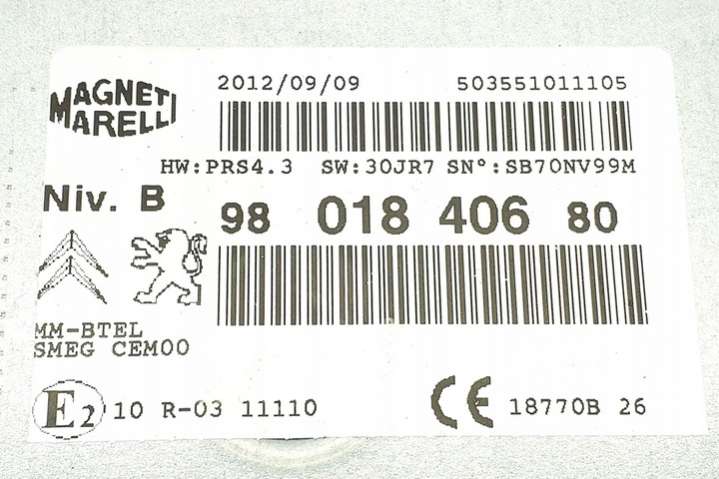 MAGNETI
MARELLI
2012/09/09 503551011105
HW:PRS4.3 SW:30JR7 SN°:SB70NV99M
Niv. B 98 018 406 80
MM-BTEL
SMEG CEM00
E2 10 R-03 11110 CE 18770B 26